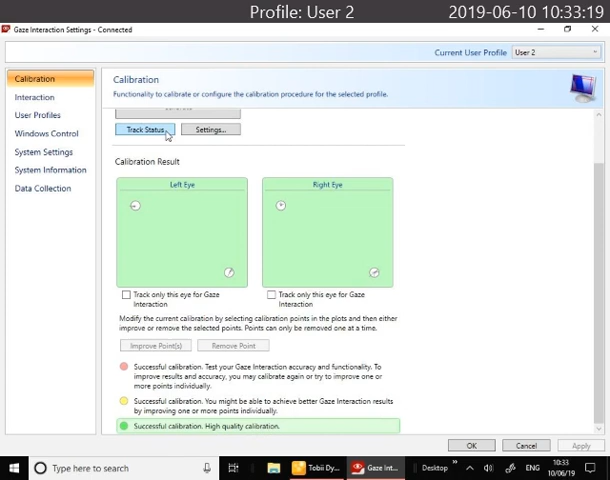 Profile: User 2 2019-06-10 10:33:19
Gaze Interaction Settings - Connected
Current User Profile User 2
Calibration
Interaction
User Profiles
Windows Control
System Settings
System Information
Data Collection
Calibration
Functionality to calibrate or configure the calibration procedure for the selected profile.
Track Status... Settings...
Calibration Result
Left Eye Right Eye
Track only this eye for Gaze Interaction
Track only this eye for Gaze Interaction
Modify the current calibration by selecting calibration points in the plots and then either
improve or remove the selected points. Points can only be removed one at a time.
Improve Point(s) Remove Point
Successful calibration. Test your Gaze Interaction accuracy and functionality. To
improve results and accuracy, you may calibrate again or try to improve one or
more points individually.
Successful calibration. You might be able to achieve better Gaze Interaction results
by improving one or more points individually.
Successful calibration. High quality calibration.
OK Cancel Apply
Type here to search
Tobii Dy...
Gaze Int...
Desktop
ENG
10:33
10/06/19